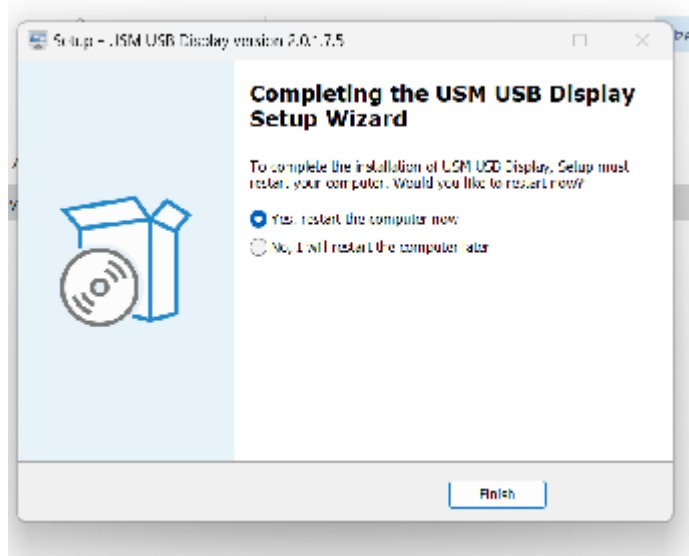 Setup - USM USB Display version 2.0.1.7.5
Completing the USM USB Display
Setup Wizard
To complete the installation of USM USB Display, Setup must
restart your computer. Would you like to restart now?
Yes, restart the computer now
No, I will restart the computer later
Finish